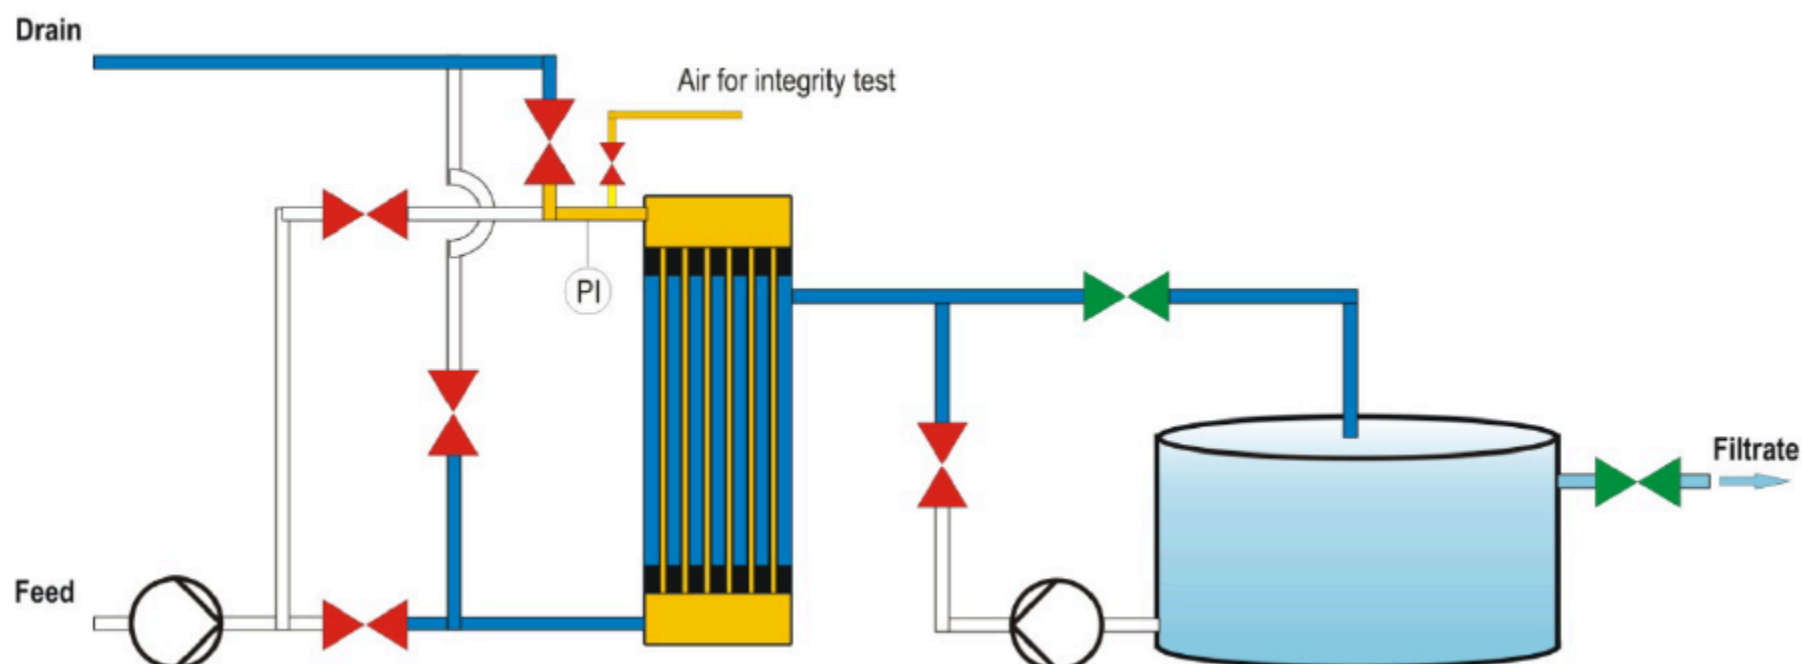 Drain
Air for integrity test
PI
Filtrate
Feed